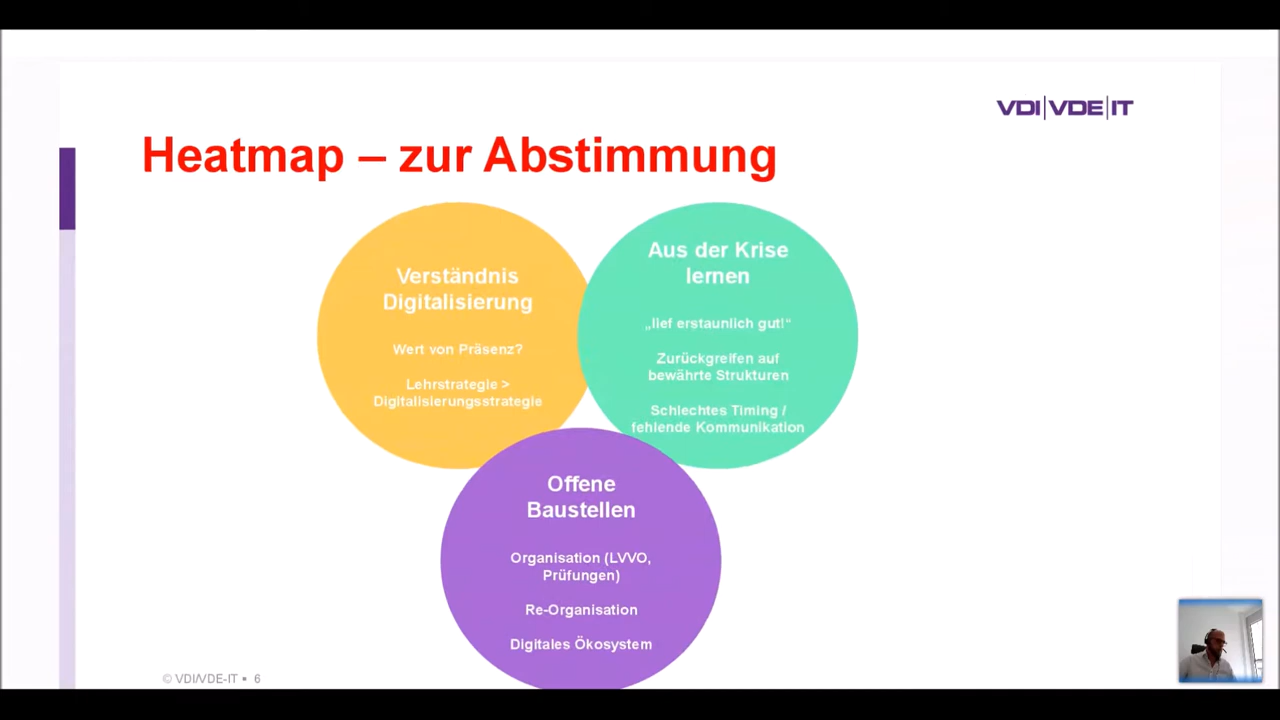 VDI|VDE|IT
Heatmap – zur Abstimmung
Verständnis
Digitalisierung
Wert von Präsenz?
Lehrstrategie >
Digitalisierungsstrategie
Aus der Krise
lernen
„lief erstaunlich gut!“
Zurückgreifen auf
bewährte Strukturen
Schlechtes Timing /
fehlende Kommunikation
Offene
Baustellen
Organisation (LVVO,
Prüfungen)
Re-Organisation
Digitales Ökosystem
© VDI/VDE-IT ▪ 6